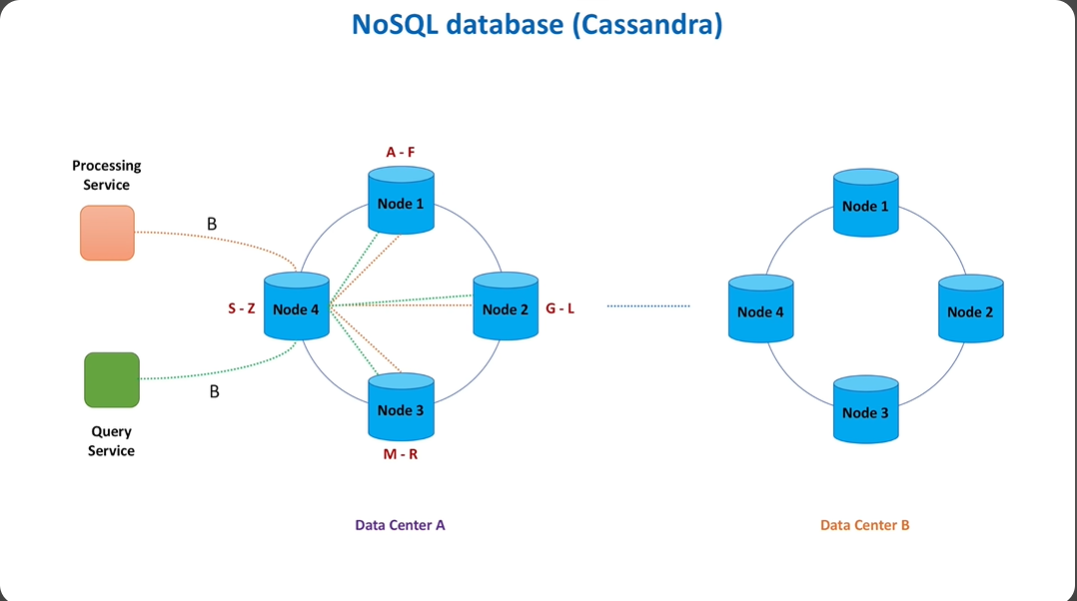 NoSQL database (Cassandra)
Processing
Service
B
A - F
Node 1
S - Z
Node 4
Node 2
G - L
Node 3
M - R
B
Query
Service
Data Center A
Node 1
Node 4
Node 2
Node 3
Data Center B